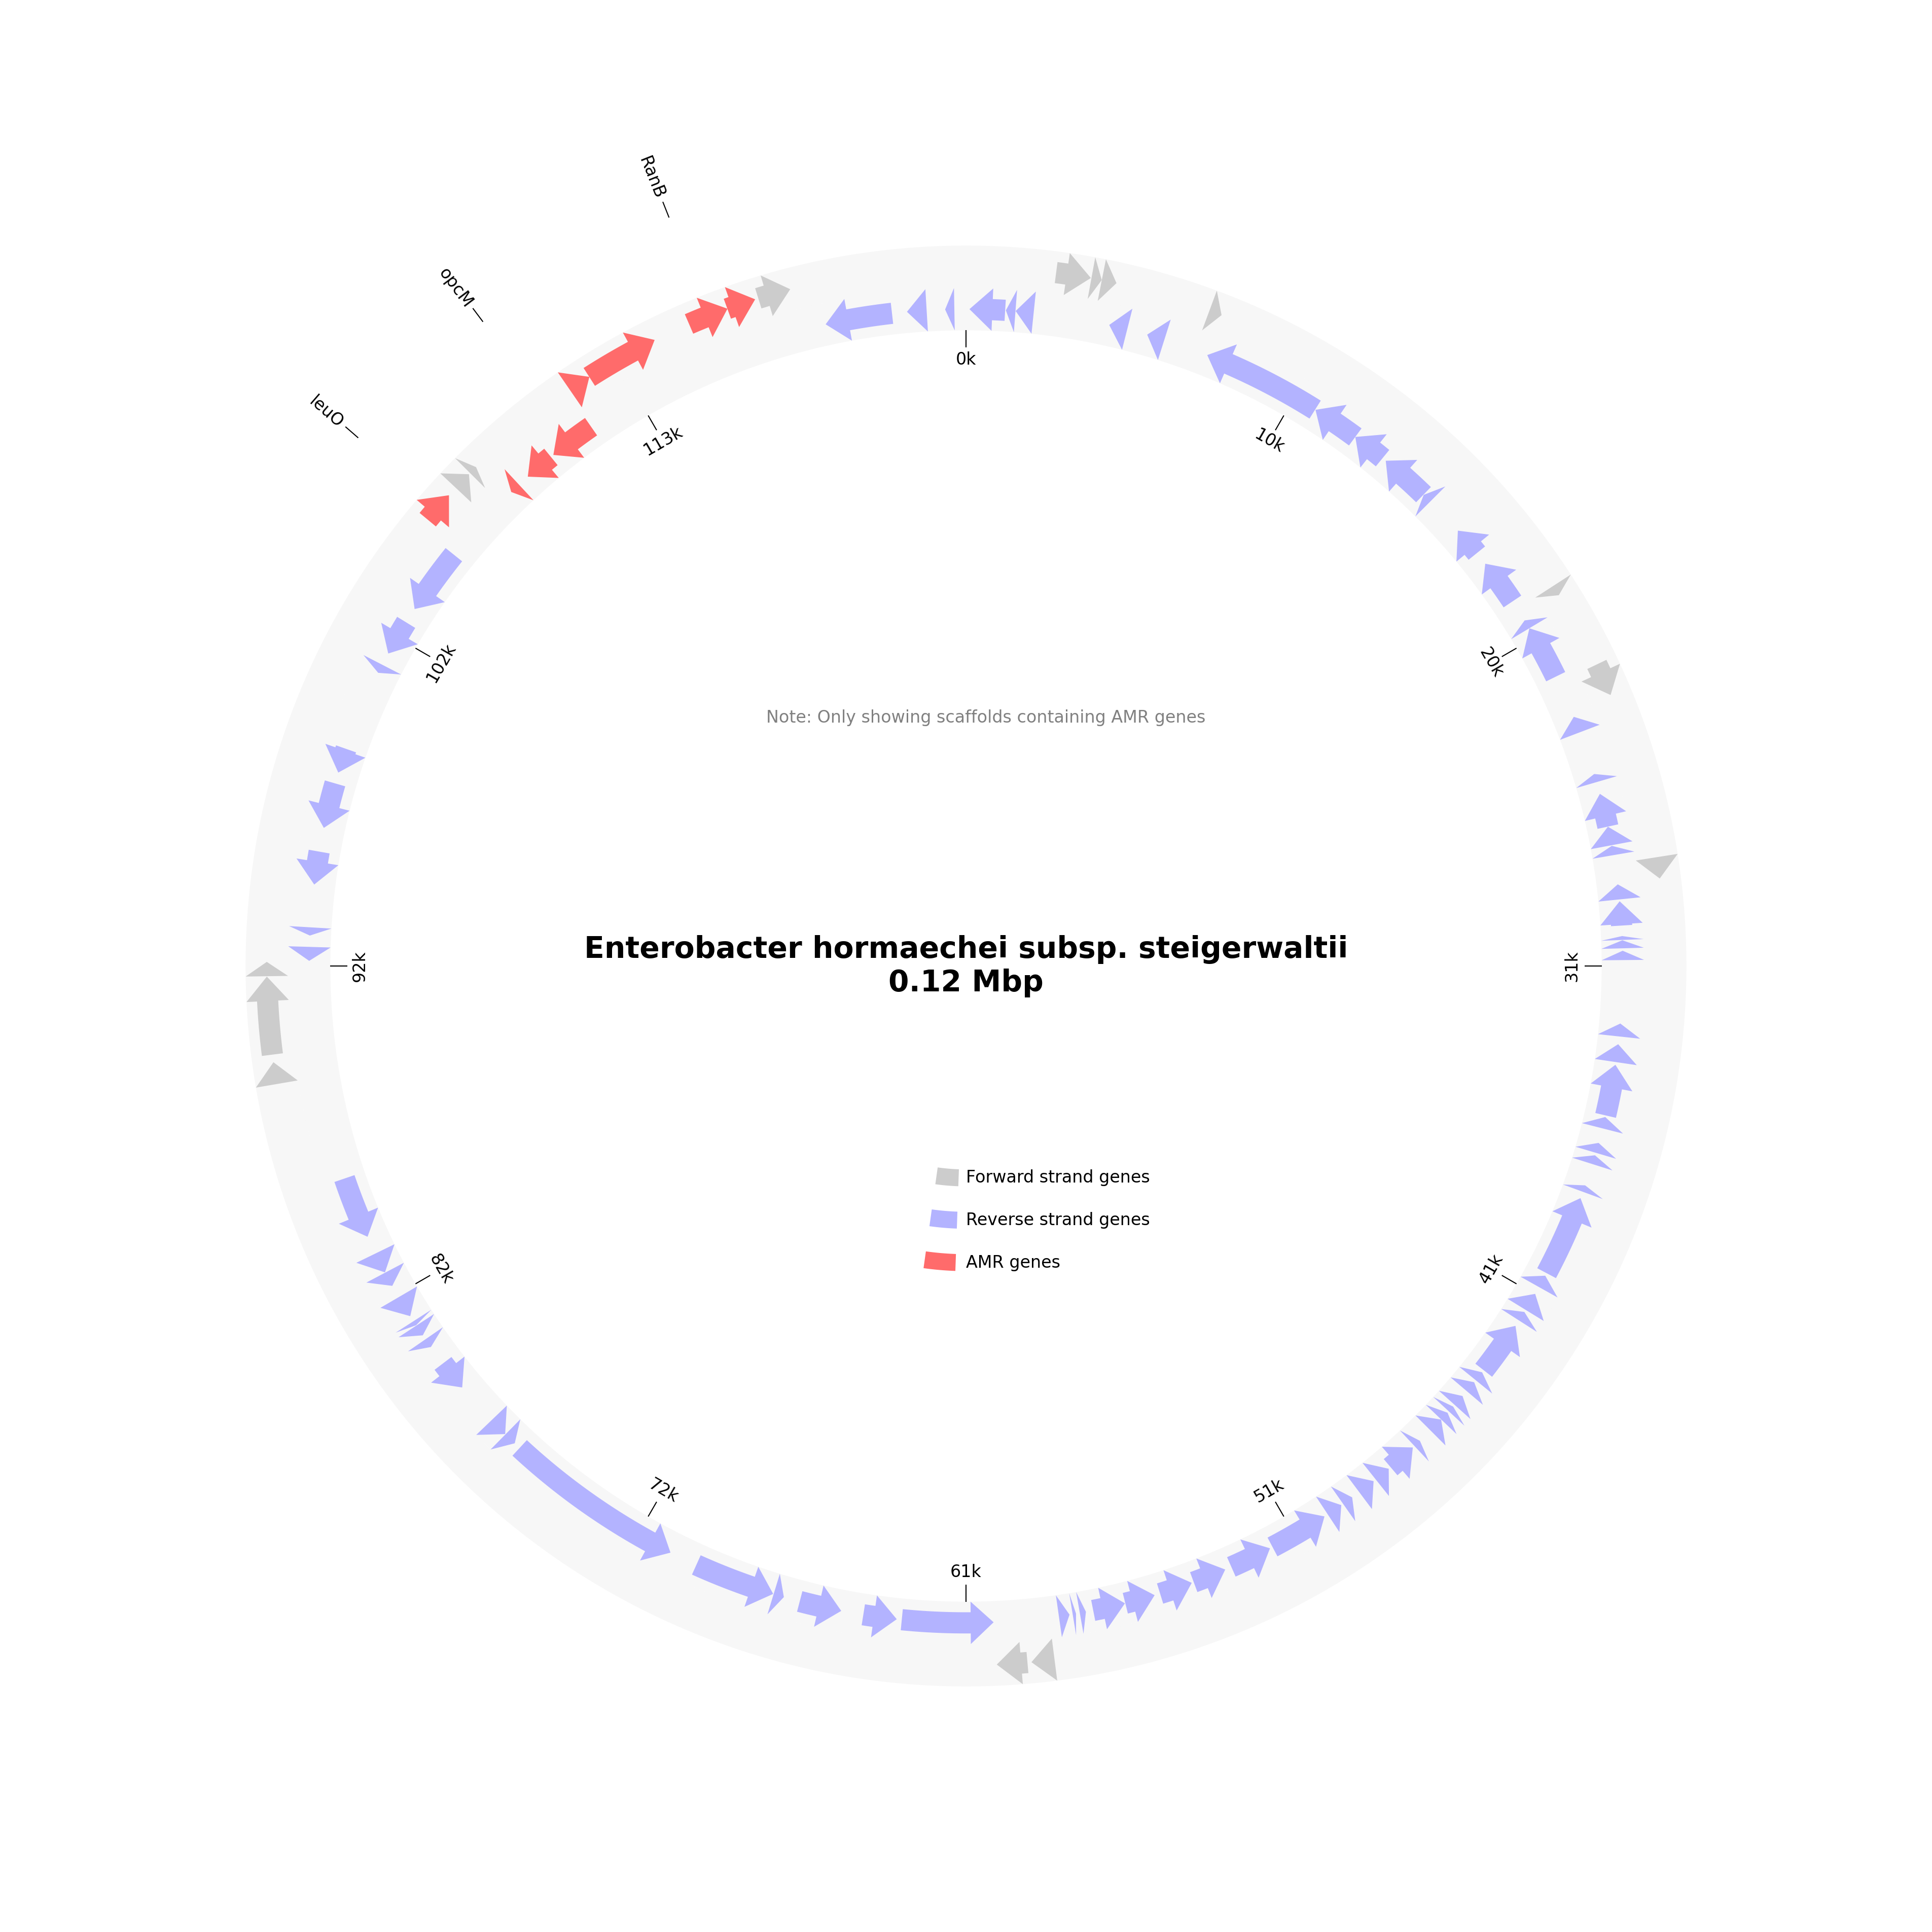 RanB
opcM
leuO
0k
10k
20k
31k
41k
51k
61k
72k
82k
92k
102k
113k
Note: Only showing scaffolds containing AMR genes
Enterobacter hormaechei subsp. steigerwaltii
0.12 Mbp
Forward strand genes
Reverse strand genes
AMR genes